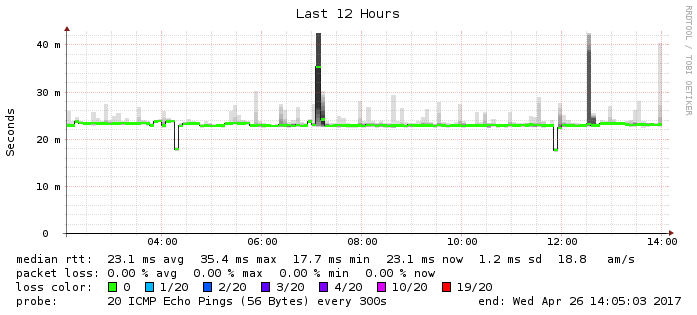 Last 12 Hours
RRDTOOL / TOBI OETIKER
Seconds
40 m
30 m
20 m
10 m
0
04:00 06:00 08:00 10:00 12:00 14:00
median rtt: 23.1 ms avg 35.4 ms max 17.7 ms min 23.1 ms now 1.2 ms sd 18.8 am/s
packet loss: 0.00 % avg 0.00 % max 0.00 % min 0.00 % now
loss color: 0 1/20 2/20 3/20 4/20 10/20 19/20
probe: 20 ICMP Echo Pings (56 Bytes) every 300s end: Wed Apr 26 14:05:03 2017